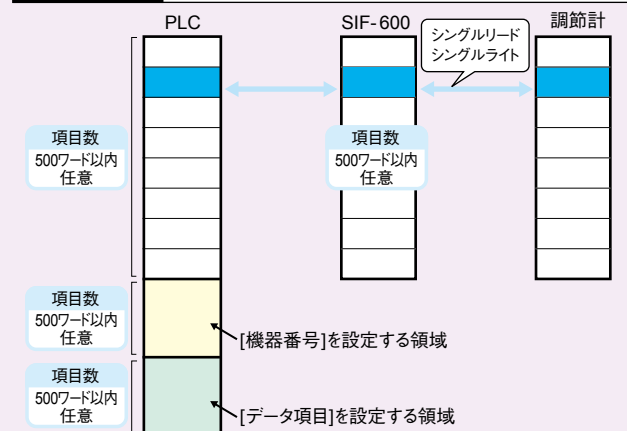 PLC
SIF-600
調節計
シングルリード
シングルライト
項目数
500ワード以内
任意
項目数
500ワード以内
任意
項目数
500ワード以内
任意
[機器番号]を設定する領域
項目数
500ワード以内
任意
[データ項目]を設定する領域